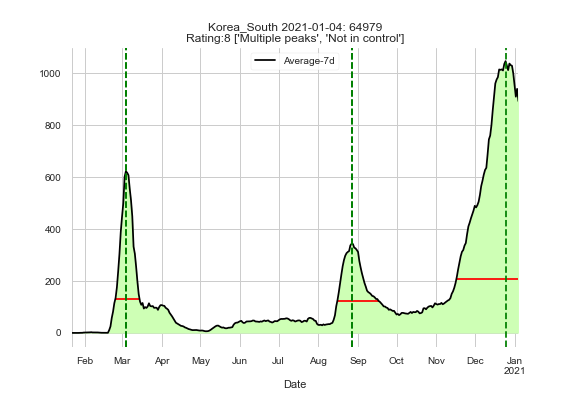 Korea_South 2021-01-04: 64979
Rating:8 ['Multiple peaks', 'Not in control']
Average-7d
1000
800
600
400
200
0
Feb Mar Apr May Jun Jul Aug Sep Oct Nov Dec Jan
2021
Date